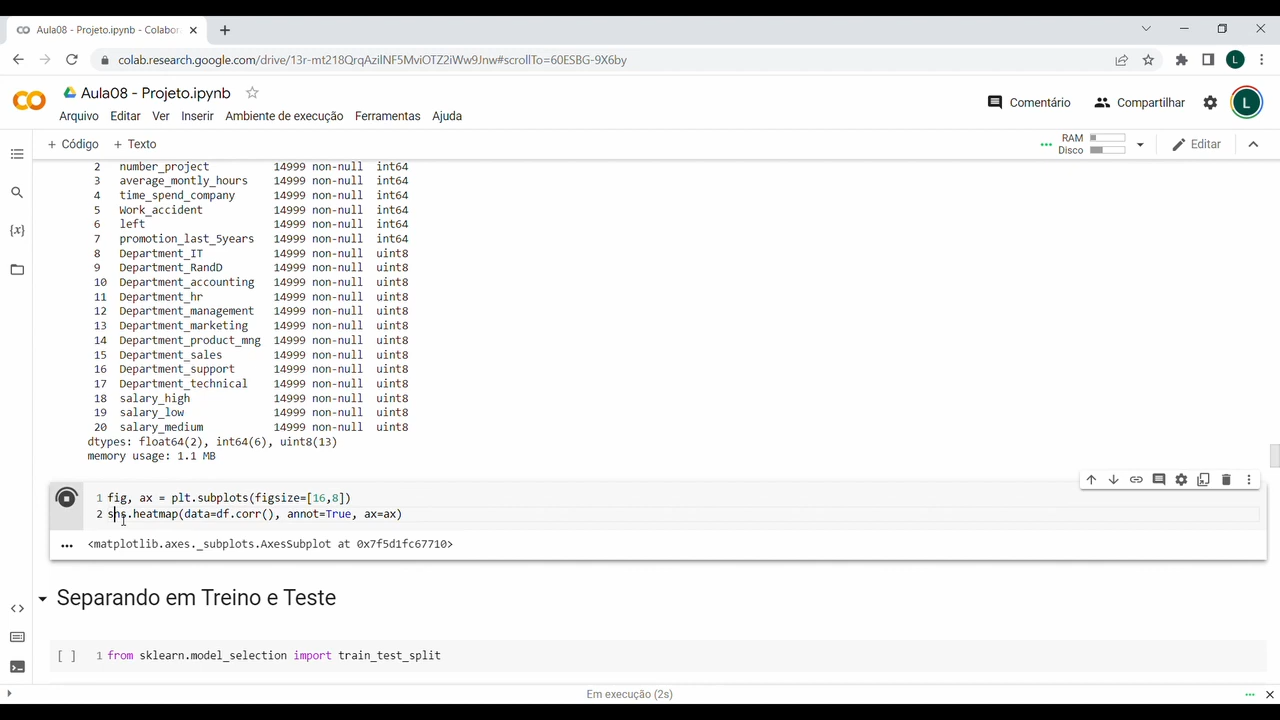 Aula08 - Projeto.ipynb - Colabor
colab.research.google.com/drive/13r-mt218QrqAzilNF5MviOTZ2iWw9Jnw#scrollTo=60ESBG-9X6by
L
Aula08 - Projeto.ipynb
Comentário
Compartilhar
L
Arquivo Editar Ver Inserir Ambiente de execução Ferramentas Ajuda
+ Código + Texto
RAM
Disco
Editar
2 number_project 14999 non-null int64
3 average_montly_hours 14999 non-null int64
4 time_spend_company 14999 non-null int64
5 Work_accident 14999 non-null int64
6 left 14999 non-null int64
7 promotion_last_5years 14999 non-null int64
8 Department_IT 14999 non-null uint8
9 Department_RandD 14999 non-null uint8
10 Department_accounting 14999 non-null uint8
11 Department_hr 14999 non-null uint8
12 Department_management 14999 non-null uint8
13 Department_marketing 14999 non-null uint8
14 Department_product_mng 14999 non-null uint8
15 Department_sales 14999 non-null uint8
16 Department_support 14999 non-null uint8
17 Department_technical 14999 non-null uint8
18 salary_high 14999 non-null uint8
19 salary_low 14999 non-null uint8
20 salary_medium 14999 non-null uint8
dtypes: float64(2), int64(6), uint8(13)
memory usage: 1.1 MB
1 fig, ax = plt.subplots(figsize=[16,8])
2 sns.heatmap(data=df.corr(), annot=True, ax=ax)
<matplotlib.axes._subplots.AxesSubplot at 0x7f5d1fc67710>
Separando em Treino e Teste
[ ] 1 from sklearn.model_selection import train_test_split
Em execução (2s)